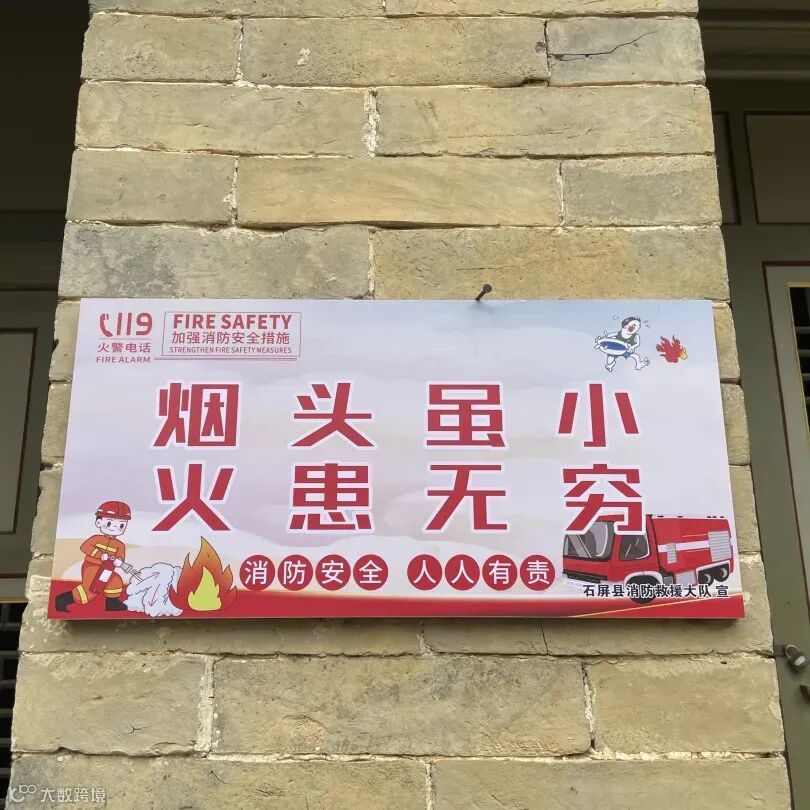 119
火警电话
FIRE ALARM
FIRE SAFETY
加强消防安全措施
STRENGTHEN FIRE SAFETY MEASURES
烟头虽小
火患无穷
消防安全 人人有责
石屏县消防救援大队 宣
大数跨境